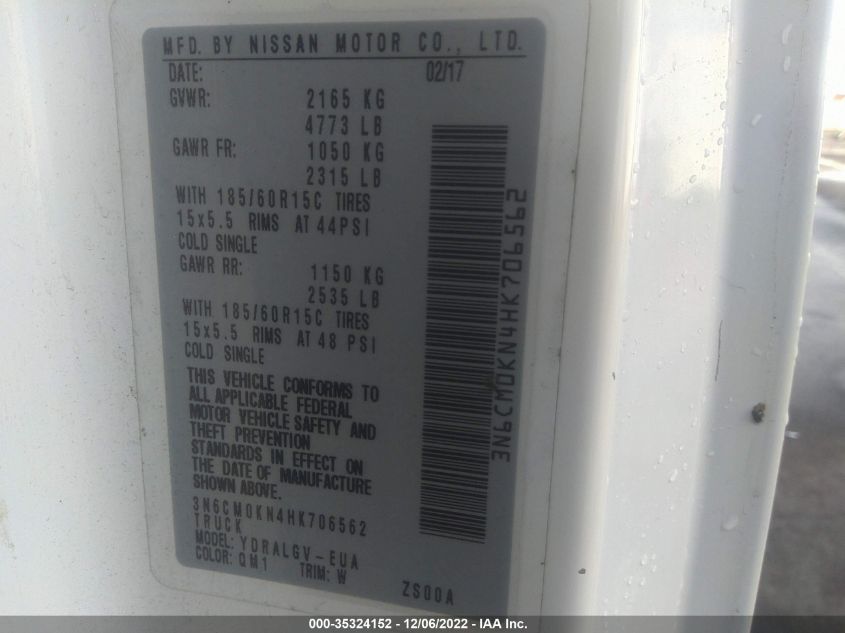 MFD. BY NISSAN MOTOR CO., LTD.
DATE: 02/17
GVWR: 2165 KG
4773 LB
GAWR FR: 1050 KG
2315 LB
WITH 185/60R15C TIRES
15x5.5 RIMS AT 44PSI
COLD SINGLE
GAWR RR: 1150 KG
2535 LB
WITH 185/60R15C TIRES
15x5.5 RIMS AT 48 PSI
COLD SINGLE
THIS VEHICLE CONFORMS TO
ALL APPLICABLE FEDERAL
MOTOR VEHICLE SAFETY AND
THEFT PREVENTION
STANDARDS IN EFFECT ON
THE DATE OF MANUFACTURE
SHOWN ABOVE.
3N6CM0KN4HK706562
TRUCK
MODEL: YDRALGV-EUA
COLOR: QM1 TRIM: W
ZS00A
3N6CM0KN4HK706562
000-35324152 - 12/06/2022 - IAA Inc.